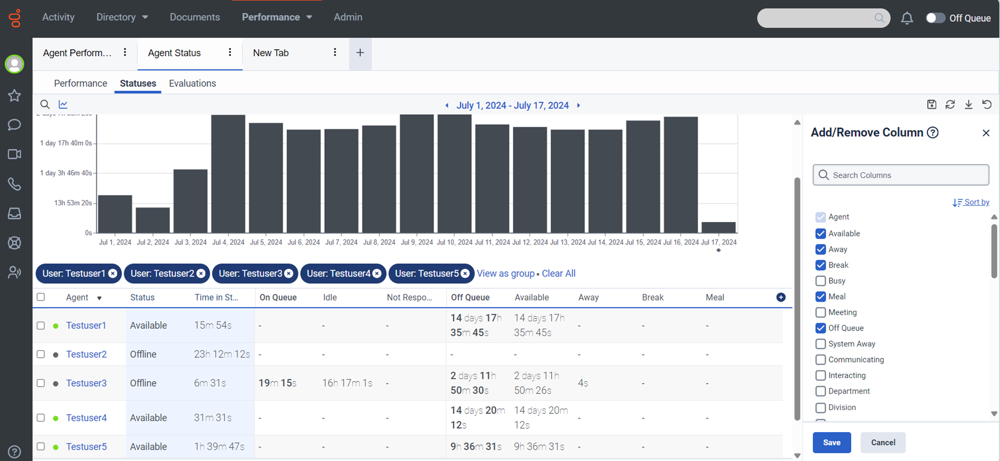 Activity Directory Documents Performance Admin Off Queue
Agent Perform... Agent Status New Tab +
Performance Statuses Evaluations
July 1, 2024 - July 17, 2024
1 day 17h 40m 0s
1 day 3h 46m 40s
13h 53m 20s
0s
Jul 1, 2024 Jul 2, 2024 Jul 3, 2024 Jul 4, 2024 Jul 5, 2024 Jul 6, 2024 Jul 7, 2024 Jul 8, 2024 Jul 9, 2024 Jul 10, 2024 Jul 11, 2024 Jul 12, 2024 Jul 13, 2024 Jul 14, 2024 Jul 15, 2024 Jul 16, 2024 Jul 17, 2024
User: Testuser1 User: Testuser2 User: Testuser3 User: Testuser4 User: Testuser5 View as group • Clear All
Agent Status Time in St... On Queue Idle Not Respo... Off Queue Available Away Break Meal
Testuser1 Available 15m 54s - - - 14 days 17h 35m 45s 14 days 17h 35m 45s - - -
Testuser2 Offline 23h 12m 12s - - - - - - - -
Testuser3 Offline 6m 31s 19m 15s 16h 17m 1s - 2 days 11h 50m 30s 2 days 11h 50m 26s 4s - -
Testuser4 Available 31m 31s - - - 14 days 20m 12s 14 days 20m 12s - - -
Testuser5 Available 1h 39m 47s - - - 9h 36m 31s 9h 36m 31s - - -
Add/Remove Column
Search Columns
Sort by
Agent
Available
Away
Break
Busy
Meal
Meeting
Off Queue
System Away
Communicating
Interacting
Department
Division
Save Cancel